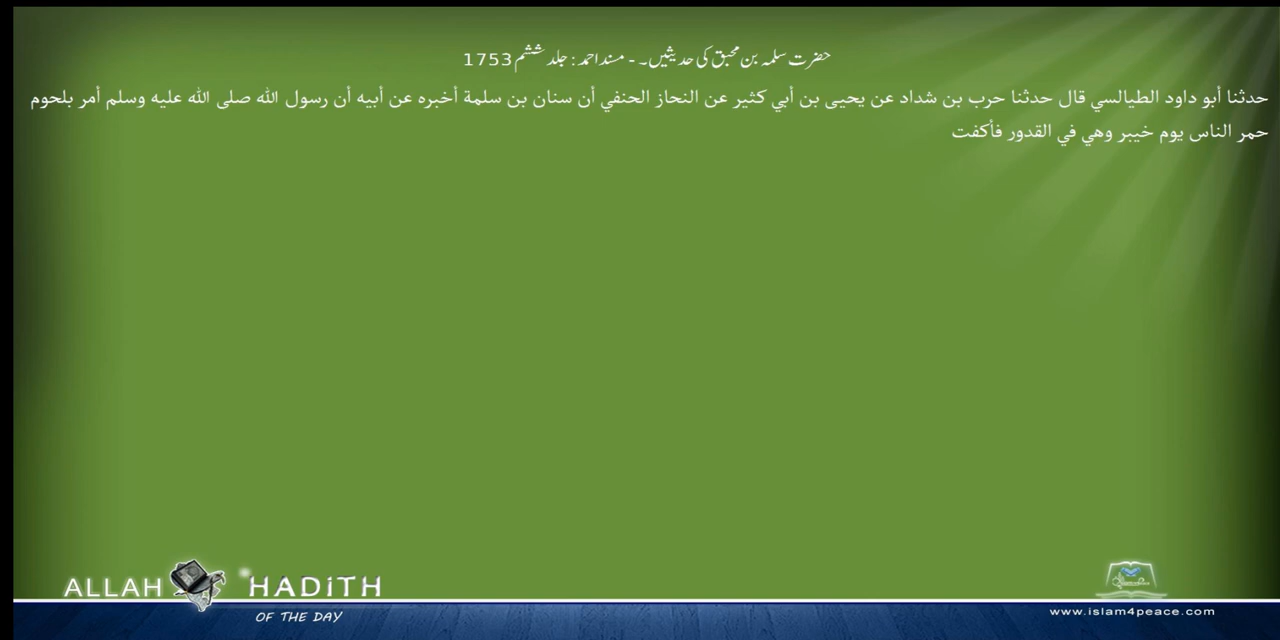 حضرت سلمہ بن محبق کی حدیثیں۔ - مسند احمد : جلد ششم 1753
حدثنا أبو داود الطيالسي قال حدثنا حرب بن شداد عن يحيى بن أبي كثير عن النحاز الحنفي أن سنان بن سلمة أخبره عن أبيه أن رسول الله صلى الله عليه وسلم أمر بلحوم
حمر الناس يوم خيبر وهي في القدور فأكفت
ALLAH HADITH
OF THE DAY
www.islam4peace.com